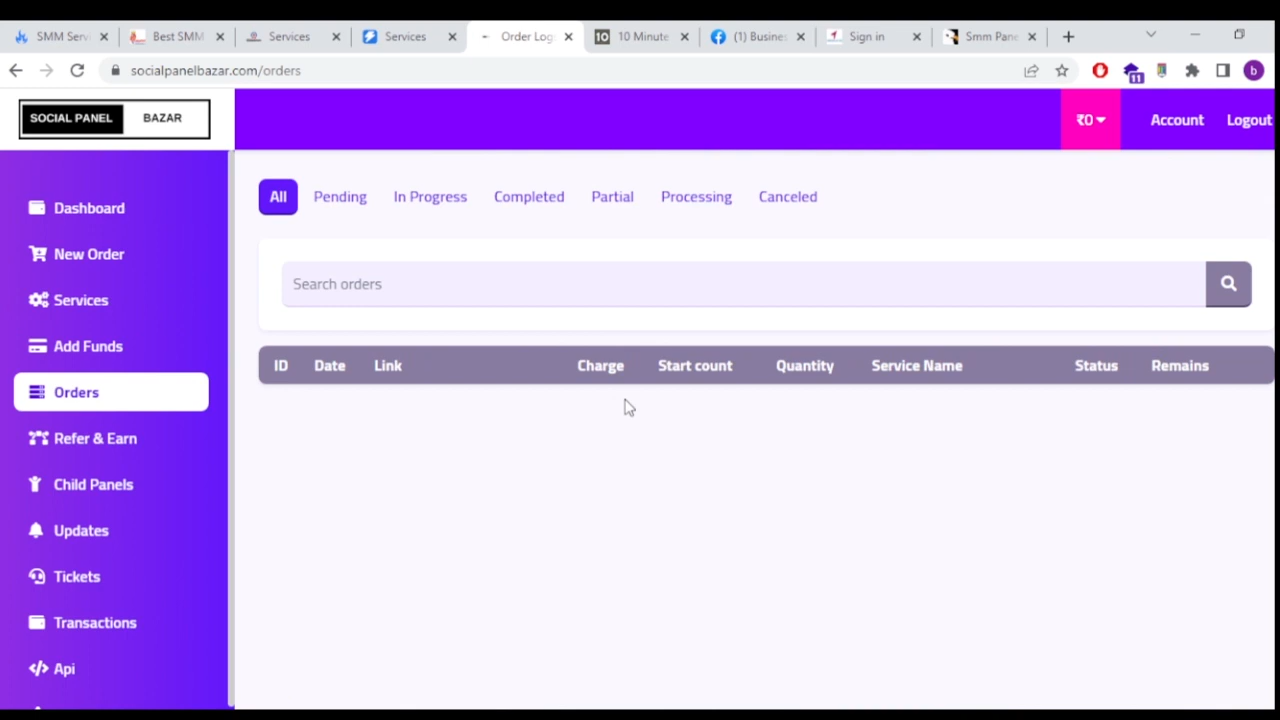 SMM Serv Best SMM Services Services Order Log 10 10 Minute (1) Busines Sign in Smm Pane
socialpanelbazar.com/orders 11 b
SOCIAL PANEL BAZAR
₹0 Account Logout
All Pending In Progress Completed Partial Processing Canceled
Search orders
ID Date Link Charge Start count Quantity Service Name Status Remains
Dashboard
New Order
Services
Add Funds
Orders
Refer & Earn
Child Panels
Updates
Tickets
Transactions
Api